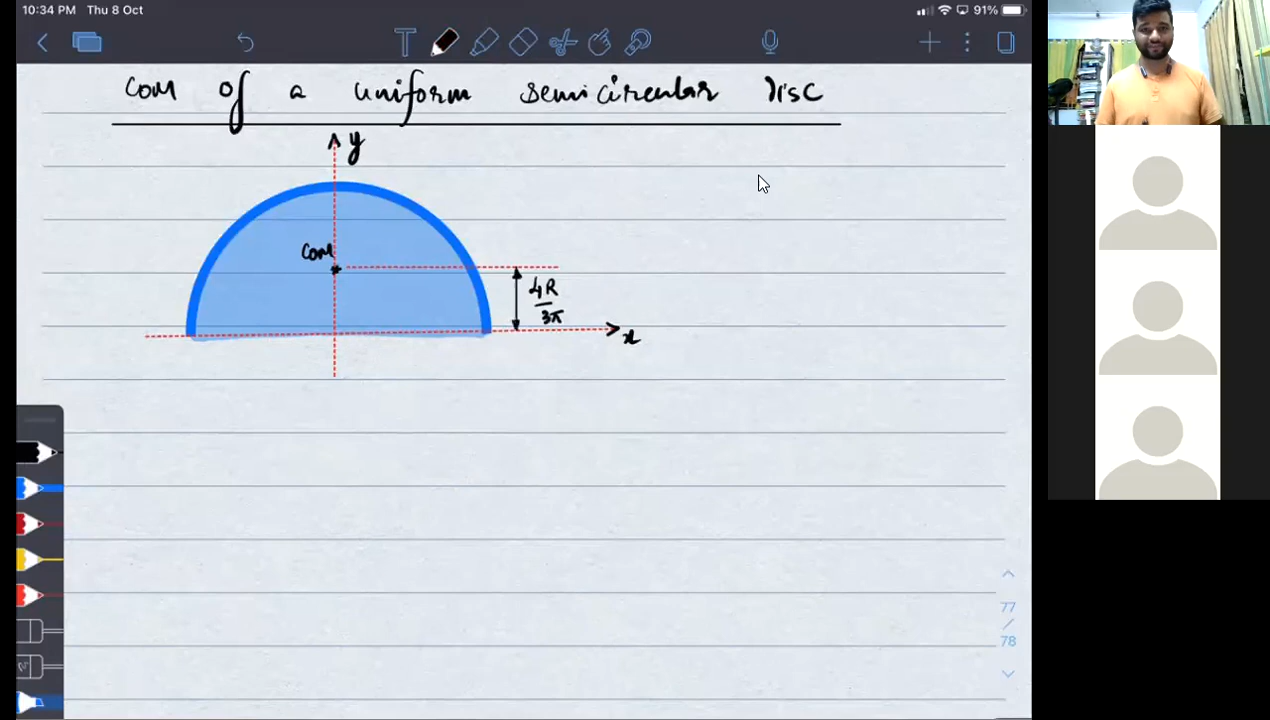 10:34 PM Thu 8 Oct
91%
T
COM of a uniform semicircular Disc
y
COM
4R
3π
x
77
/
78